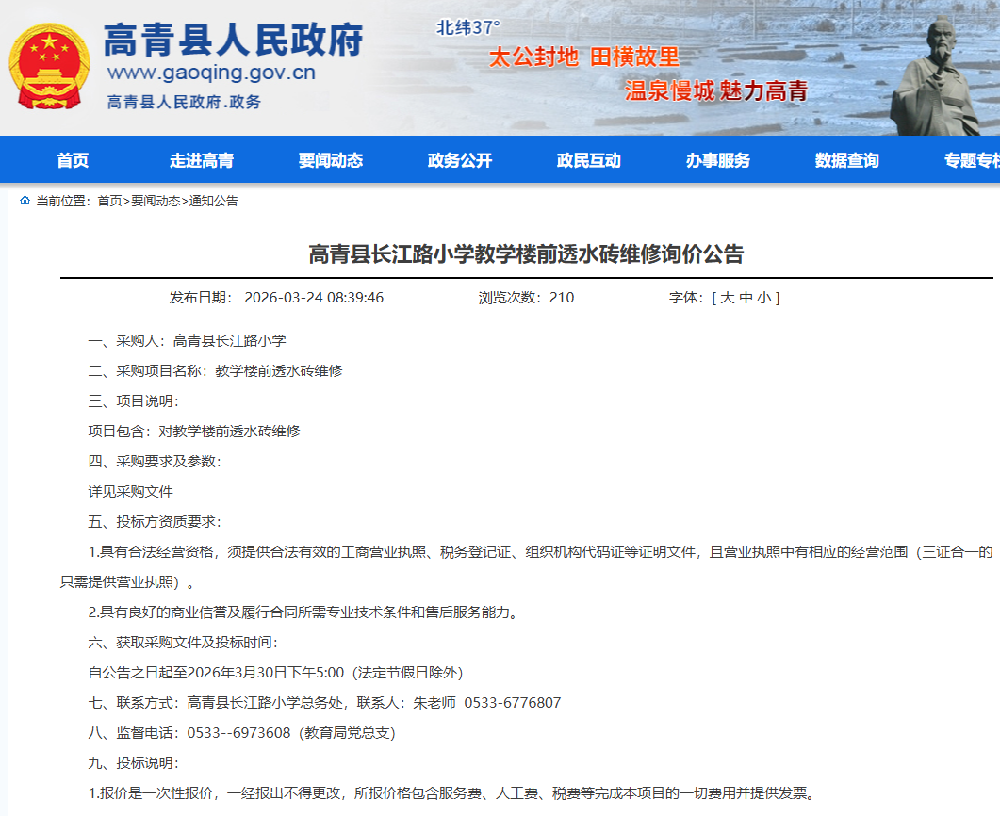 高青县人民政府
www.gaoqing.gov.cn
高青县人民政府.政务
北纬37°
太公封地 田横故里
温泉慢城 魅力高青
首页 走进高青 要闻动态 政务公开 政民互动 办事服务 数据查询 专题专
当前位置：首页>要闻动态>通知公告
高青县长江路小学教学楼前透水砖维修询价公告
发布日期： 2026-03-24 08:39:46 浏览次数：210 字体：[ 大 中 小 ]
一、采购人：高青县长江路小学
二、采购项目名称：教学楼前透水砖维修
三、项目说明：
项目包含：对教学楼前透水砖维修
四、采购要求及参数：
详见采购文件
五、投标方资质要求：
1.具有合法经营资格，须提供合法有效的工商营业执照、税务登记证、组织机构代码证等证明文件，且营业执照中有相应的经营范围（三证合一的
只需提供营业执照）。
2.具有良好的商业信誉及履行合同所需专业技术条件和售后服务能力。
六、获取采购文件及投标时间：
自公告之日起至2026年3月30日下午5:00（法定节假日除外）
七、联系方式：高青县长江路小学总务处，联系人：朱老师 0533-6776807
八、监督电话：0533--6973608（教育局党总支）
九、投标说明：
1.报价是一次性报价，一经报出不得更改，所报价格包含服务费、人工费、税费等完成本项目的一切费用并提供发票。